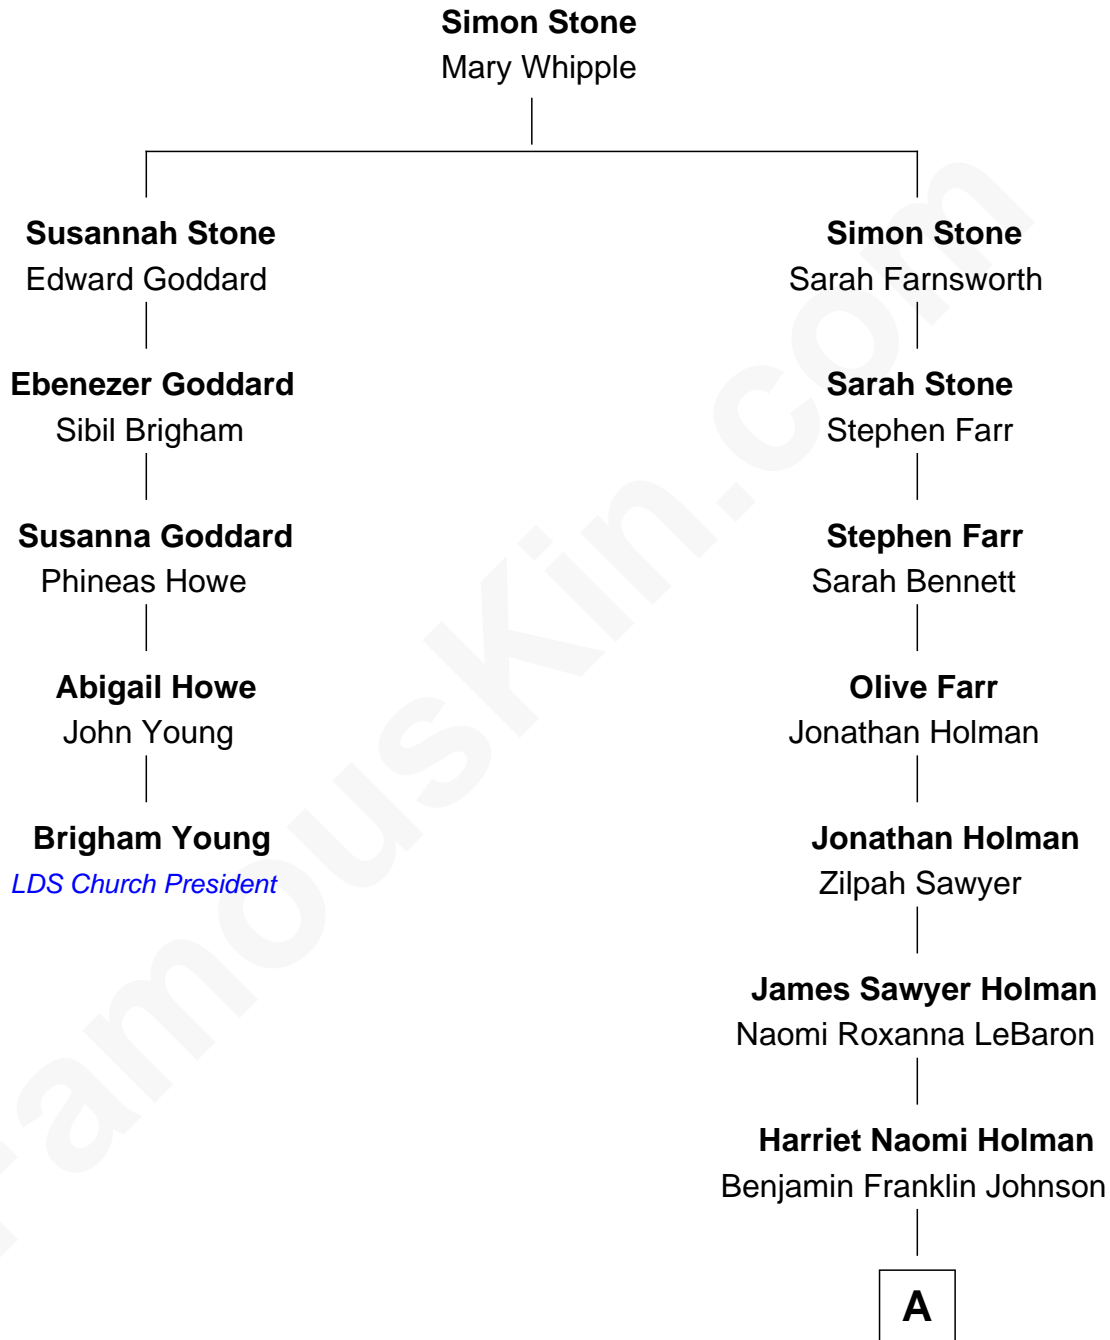 Simon Stone
Mary Whipple
Susannah Stone
Edward Goddard
Simon Stone
Sarah Farnsworth
Ebenezer Goddard
Sibil Brigham
Sarah Stone
Stephen Farr
Susanna Goddard
Phineas Howe
Stephen Farr
Sarah Bennett
Abigail Howe
John Young
Olive Farr
Jonathan Holman
Brigham Young
LDS Church President
Jonathan Holman
Zilpah Sawyer
James Sawyer Holman
Naomi Roxanna LeBaron
Harriet Naomi Holman
Benjamin Franklin Johnson
A
FamousKin.com